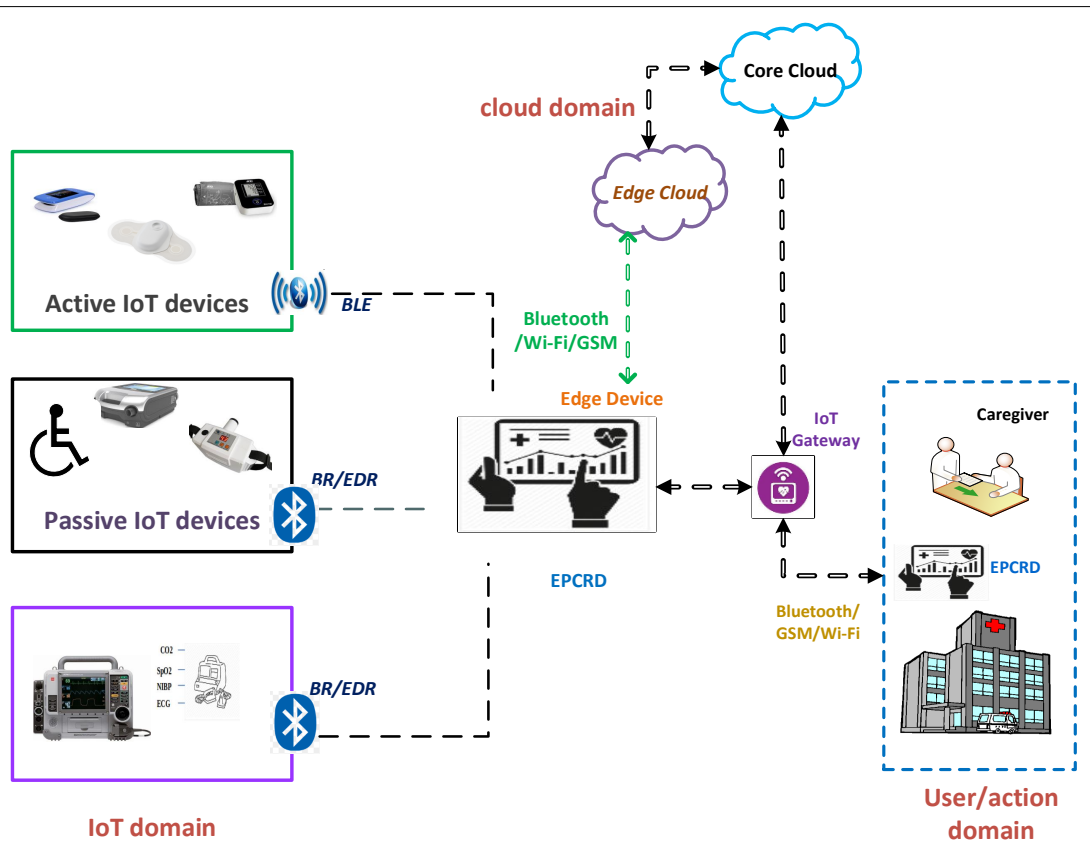 Core Cloud
cloud domain
Edge Cloud
Active IoT devices
BLE
Bluetooth
/Wi-Fi/GSM
Edge Device
IoT
Gateway
Caregiver
BR/EDR
Passive IoT devices
EPCRD
EPCRD
Bluetooth/
GSM/Wi-Fi
CO2
SpO2
NIBP
ECG
BR/EDR
IoT domain
User/action
domain